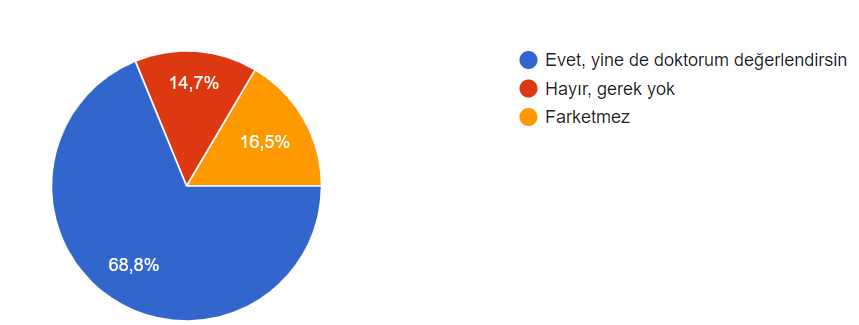 14,7%
16,5%
68,8%
Evet, yine de doktorum değerlendirsin
Hayır, gerek yok
Farketmez